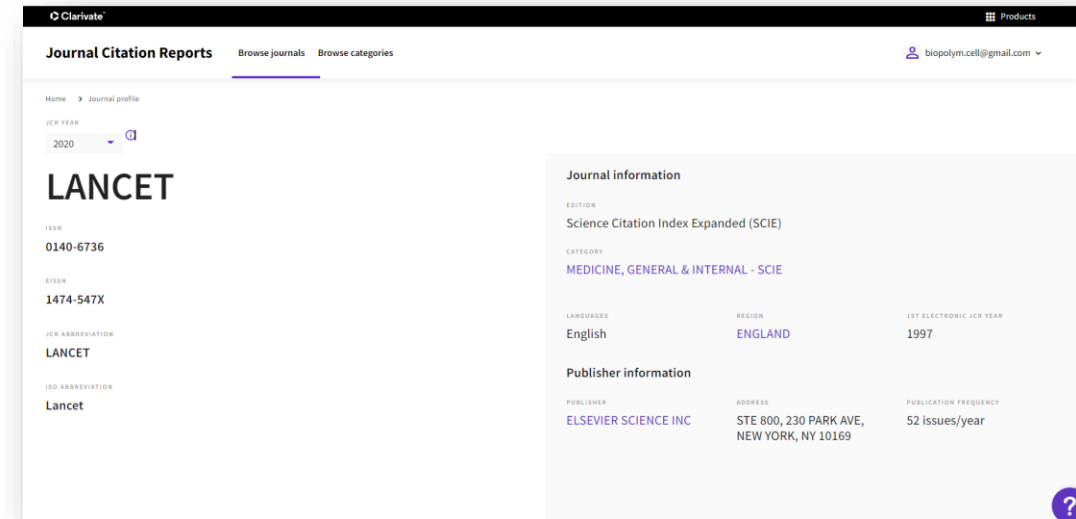 Clarivate
Products
Journal Citation Reports
Browse journals
Browse categories
biopolym.cell@gmail.com
Home > Journal profile
JCR YEAR
2020
LANCET
ISSN
0140-6736
EISSN
1474-547X
JCR ABBREVIATION
LANCET
ISO ABBREVIATION
Lancet
Journal information
EDITION
Science Citation Index Expanded (SCIE)
CATEGORY
MEDICINE, GENERAL & INTERNAL - SCIE
LANGUAGES
English
REGION
ENGLAND
1ST ELECTRONIC JCR YEAR
1997
Publisher information
PUBLISHER
ELSEVIER SCIENCE INC
ADDRESS
STE 800, 230 PARK AVE,
NEW YORK, NY 10169
PUBLICATION FREQUENCY
52 issues/year
?